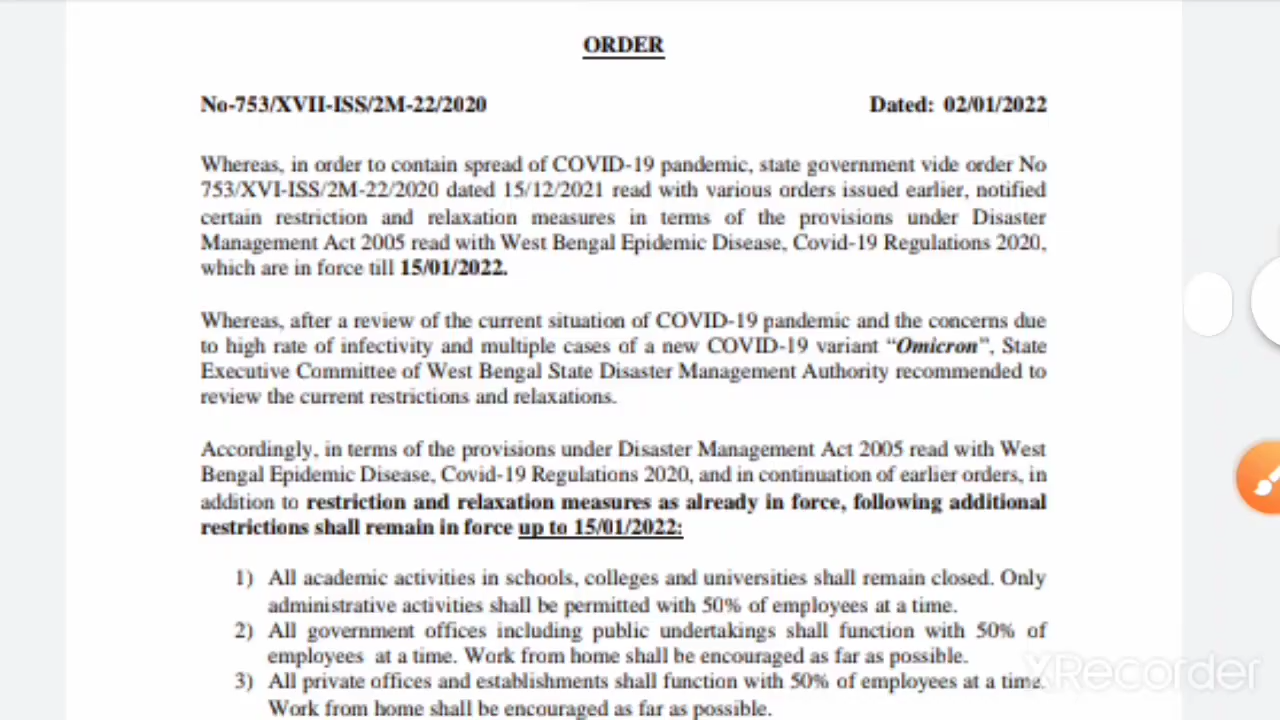 ORDER
No-753/XVII-ISS/2M-22/2020 Dated: 02/01/2022
Whereas, in order to contain spread of COVID-19 pandemic, state government vide order No
753/XVI-ISS/2M-22/2020 dated 15/12/2021 read with various orders issued earlier, notified
certain restriction and relaxation measures in terms of the provisions under Disaster
Management Act 2005 read with West Bengal Epidemic Disease, Covid-19 Regulations 2020,
which are in force till 15/01/2022.
Whereas, after a review of the current situation of COVID-19 pandemic and the concerns due
to high rate of infectivity and multiple cases of a new COVID-19 variant “Omicron”, State
Executive Committee of West Bengal State Disaster Management Authority recommended to
review the current restrictions and relaxations.
Accordingly, in terms of the provisions under Disaster Management Act 2005 read with West
Bengal Epidemic Disease, Covid-19 Regulations 2020, and in continuation of earlier orders, in
addition to restriction and relaxation measures as already in force, following additional
restrictions shall remain in force up to 15/01/2022:
1) All academic activities in schools, colleges and universities shall remain closed. Only
administrative activities shall be permitted with 50% of employees at a time.
2) All government offices including public undertakings shall function with 50% of
employees at a time. Work from home shall be encouraged as far as possible.
3) All private offices and establishments shall function with 50% of employees at a time.
Work from home shall be encouraged as far as possible.
XRecorder